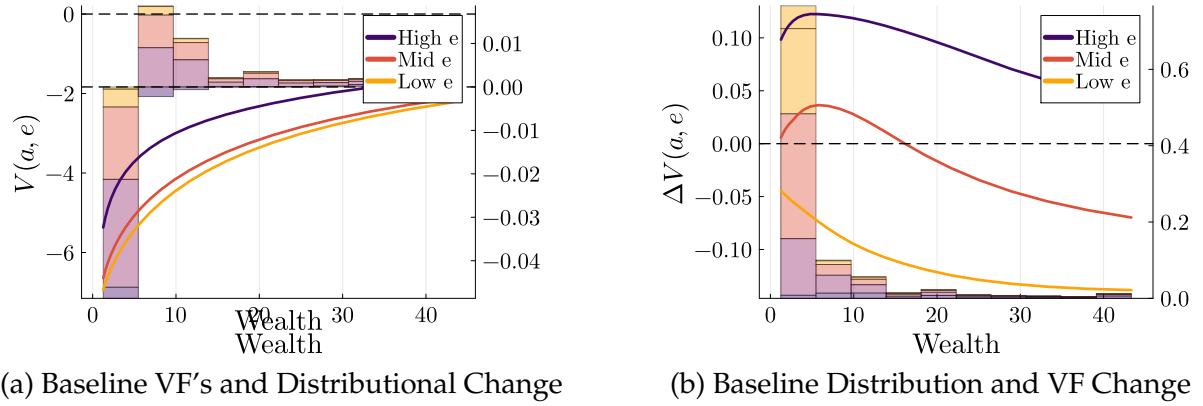 0
−2
−4
−6
V(a, e)
High e
Mid e
Low e
0.01
0.00
−0.01
−0.02
−0.03
−0.04
0 10 20 30 40
Wealth
Wealth
(a) Baseline VF's and Distributional Change
0.10
0.05
0.00
−0.05
−0.10
ΔV(a, e)
High e
Mid e
Low e
0.6
0.4
0.2
0.0
0 10 20 30 40
Wealth
(b) Baseline Distribution and VF Change